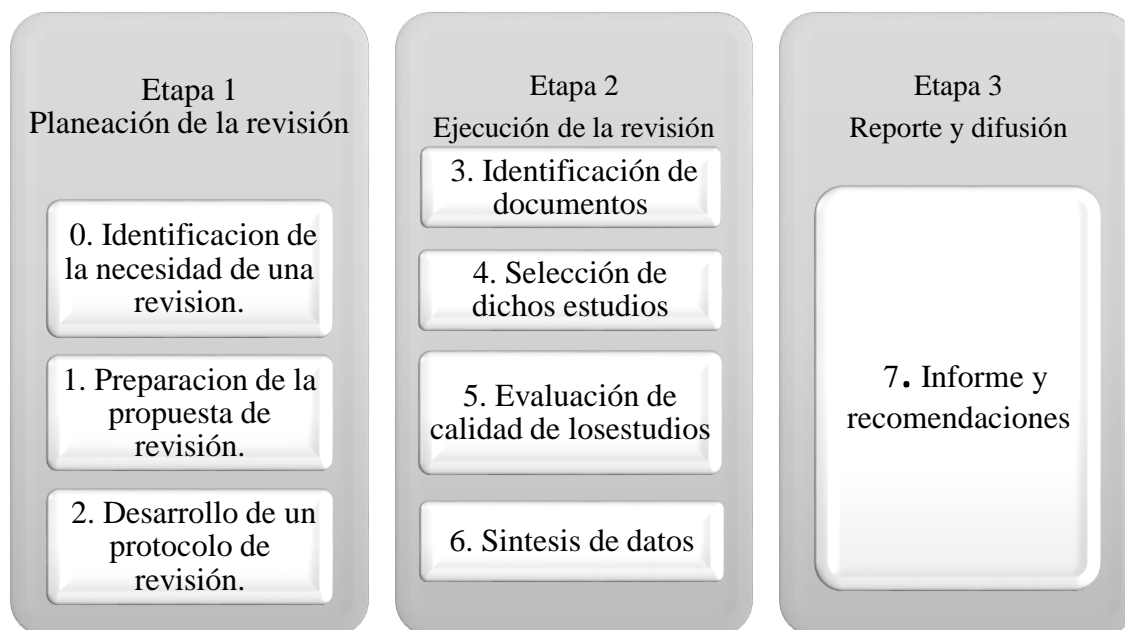 Etapa 1
Planeación de la revisión
0. Identificacion de
la necesidad de una
revision.
1. Preparacion de la
propuesta de
revisión.
2. Desarrollo de un
protocolo de
revisión.
Etapa 2
Ejecución de la revisión
3. Identificación de
documentos
4. Selección de
dichos estudios
5. Evaluación de
calidad de losestudios
6. Sintesis de datos
Etapa 3
Reporte y difusión
7. Informe y
recomendaciones